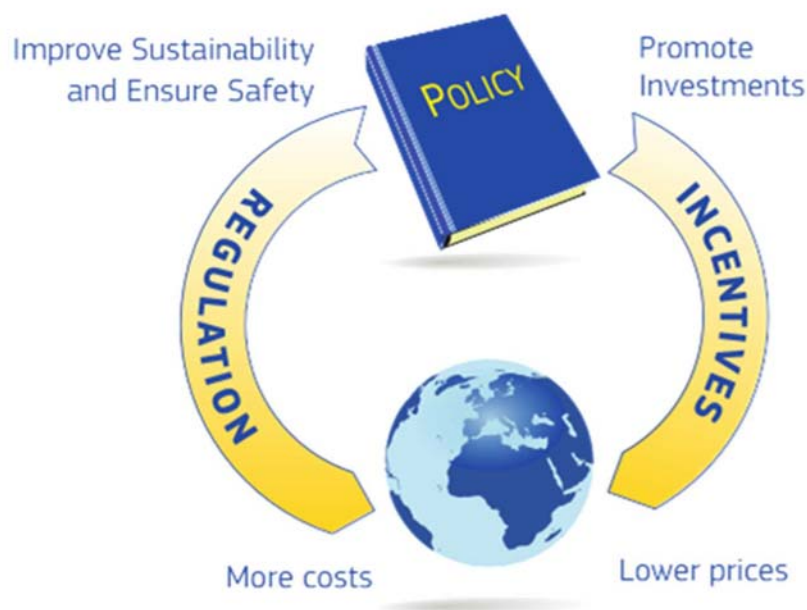 Improve Sustainability
and Ensure Safety
Promote
Investments
POLICY
REGULATION
INCENTIVES
More costs
Lower prices